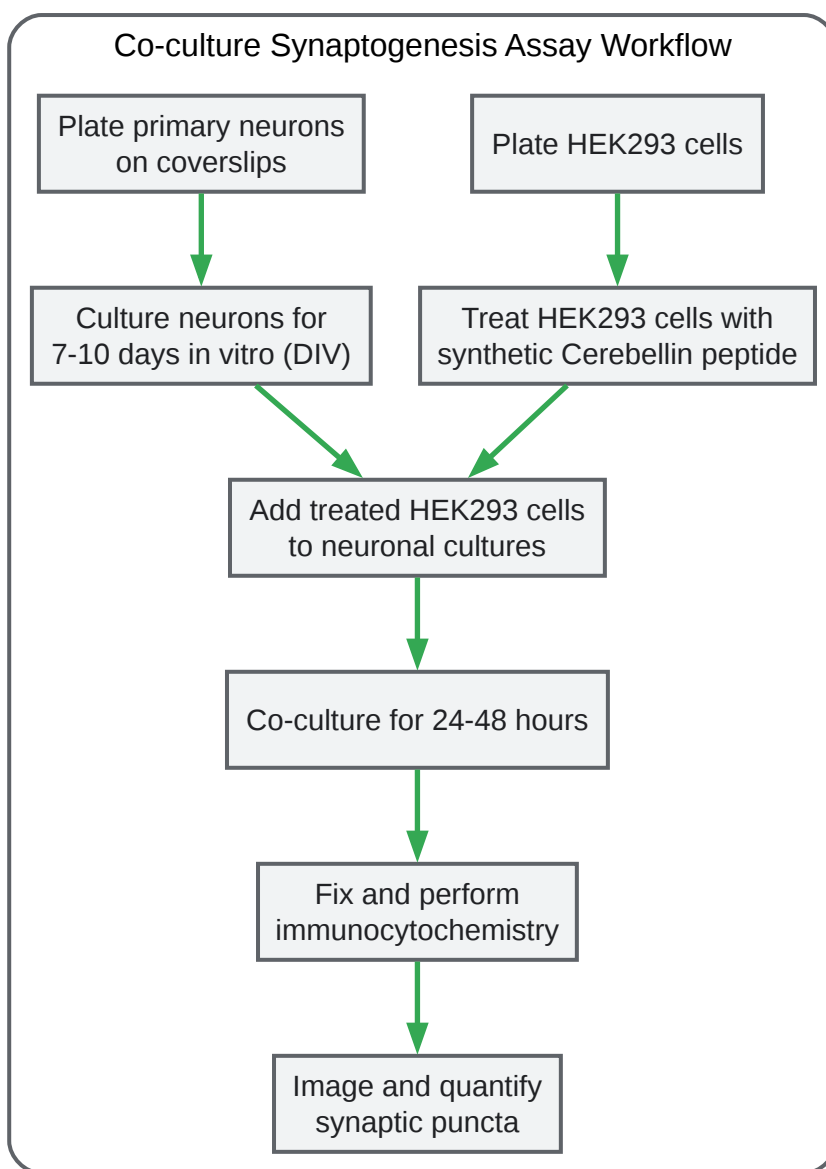 Co-culture Synaptogenesis Assay Workflow
Plate primary neurons
on coverslips
Plate HEK293 cells
Culture neurons for
7-10 days in vitro (DIV)
Treat HEK293 cells with
synthetic Cerebellin peptide
Add treated HEK293 cells
to neuronal cultures
Co-culture for 24-48 hours
Fix and perform
immunocytochemistry
Image and quantify
synaptic puncta